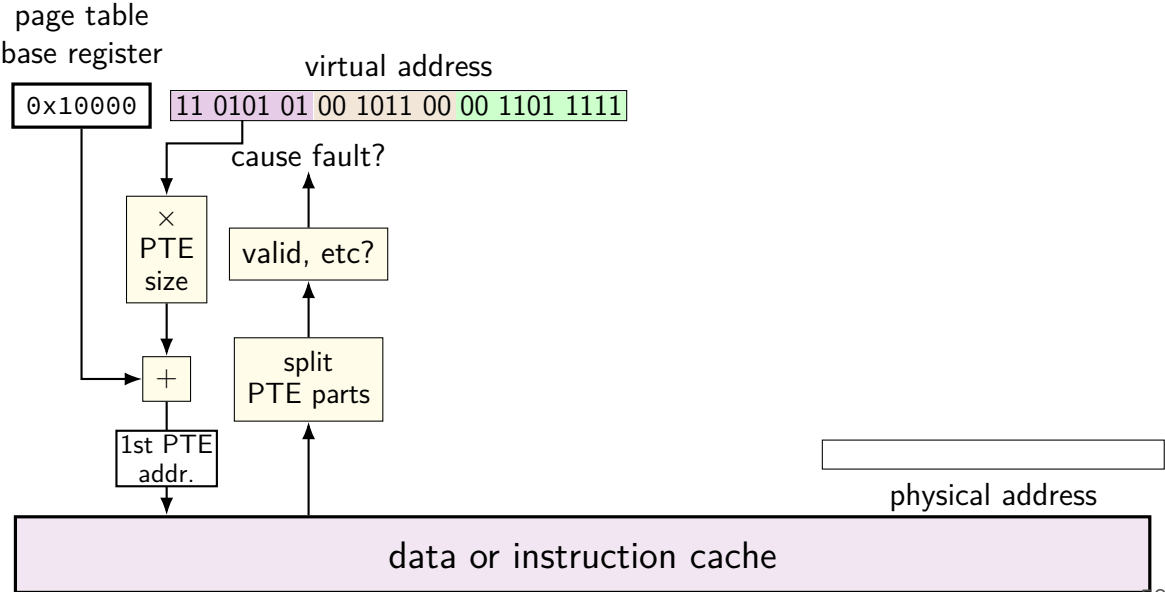 page table
base register
virtual address
0x10000
11 0101 01 00 1011 00 00 1101 1111
cause fault?
×
PTE
size
valid, etc?
split
PTE parts
+
1st PTE
addr.
physical address
data or instruction cache